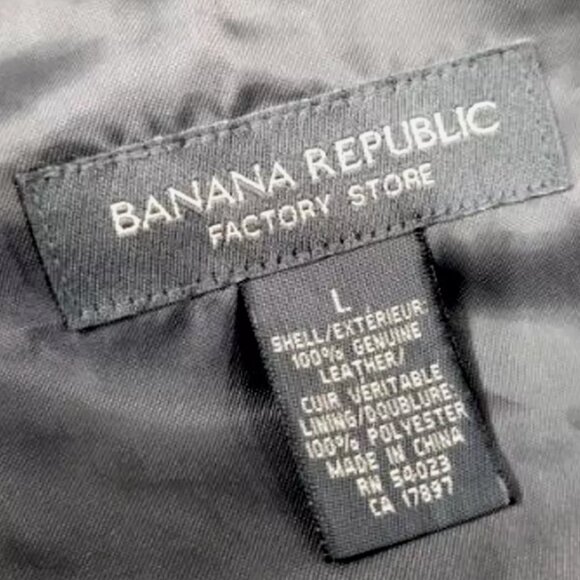 BANANA REPUBLIC
FACTORY STORE
L
SHELL/EXTÉRIEUR:
100% GENUINE
LEATHER/
CUIR VERITABLE
LINING/DOUBLURE:
100% POLYESTER
MADE IN CHINA
RN 54023
CA 17897